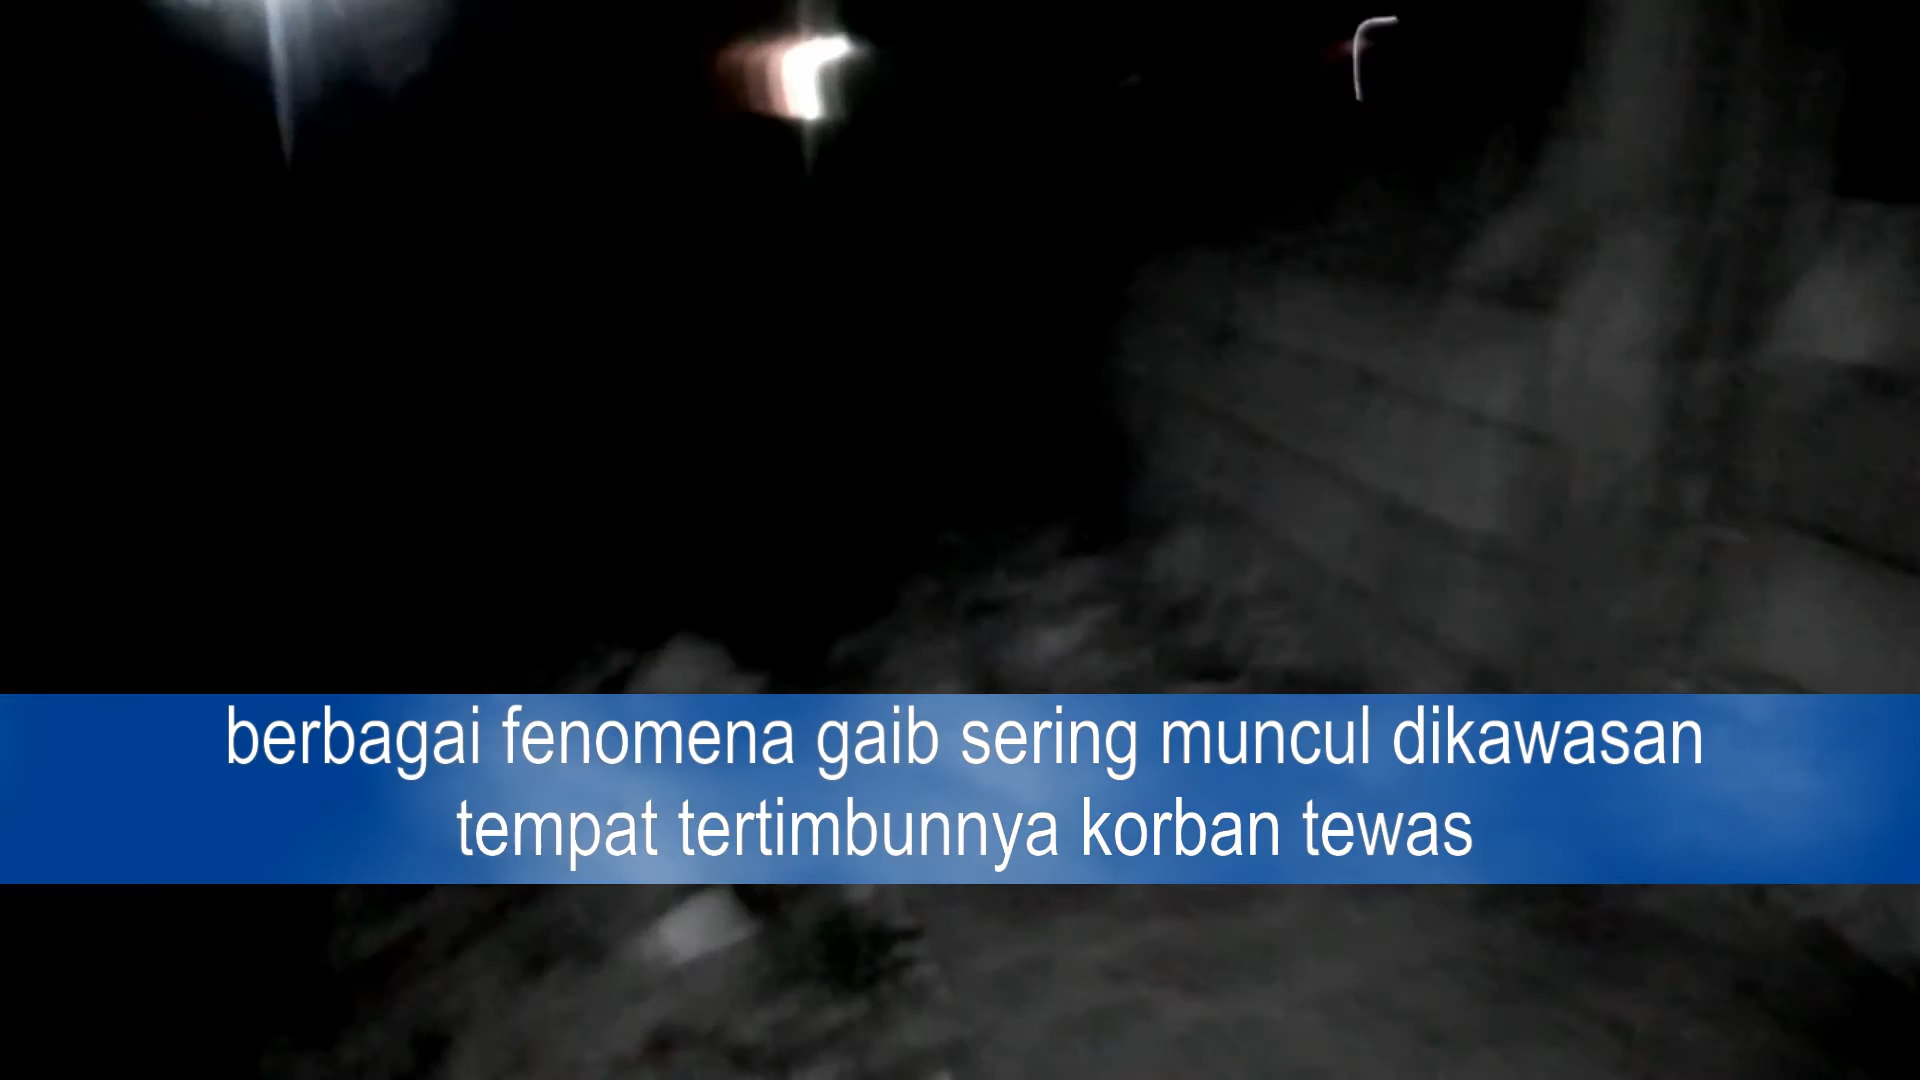 berbagai fenomena gaib sering muncul dikawasan
tempat tertimbunnya korban tewas